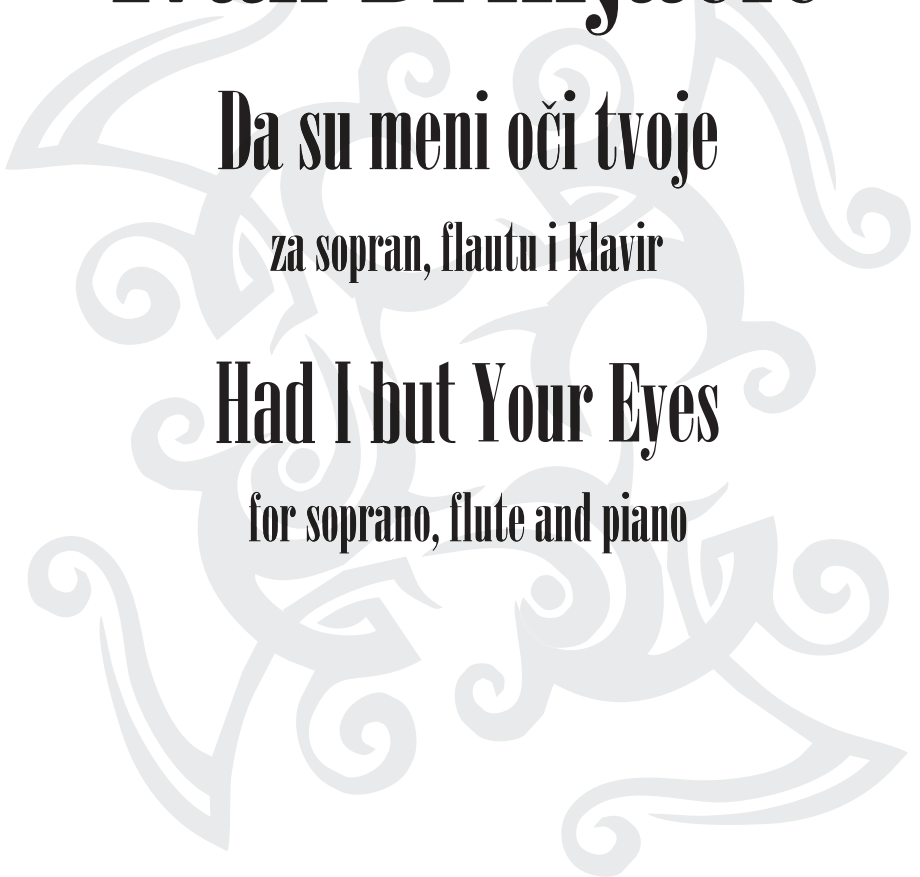 Da su meni oči tvoje
za sopran, flautu i klavir
Had I but Your Eyes
for soprano, flute and piano